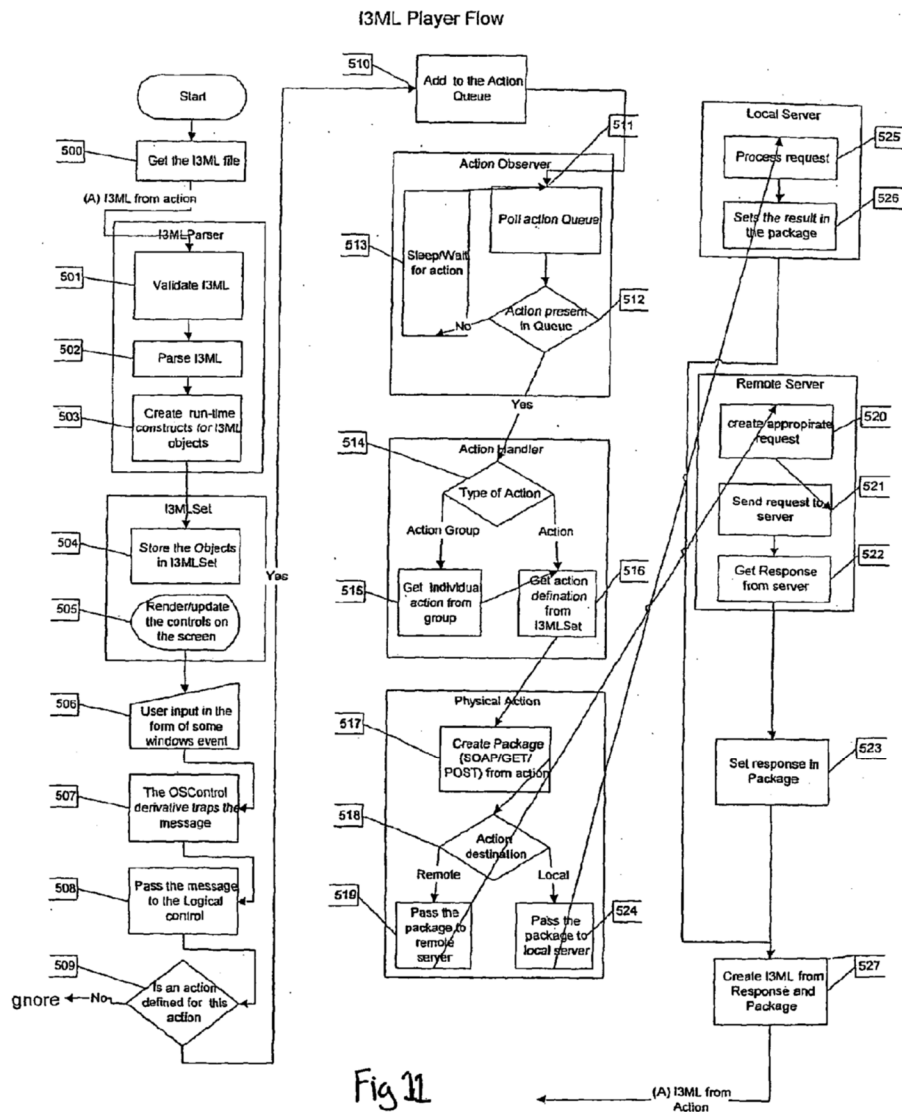 I3ML Player Flow
Start
500
Get the I3ML file
(A) I3ML from action
I3MLParser
501
Validate I3ML
502
Parse I3ML
503
Create run-time
constructs for I3ML
objects
I3MLSet
504
Store the Objects
in I3MLSet
505
Render/update
the controls on
the screen
506
User input in the
form of some
windows event
507
The OSControl
derivative traps the
message
508
Pass the message
to the Logical
control
509
Is an action
defined for this
action
gnore
No
Yes
510
Add to the Action
Queue
511
Action Observer
Poll action Queue
513
Sleep/Wait
for action
512
Action present
in Queue
No
Yes
514
Action Handler
Type of Action
Action Group
Action
515
Get individual
action from
group
516
Get action
defination
from
I3MLSet
Physical Action
517
Create Package
(SOAP/GET/
POST) from action
518
Action
destination
Remote
Local
519
Pass the
package to
remote
server
524
Pass the
package to
local server
Local Server
525
Process request
526
Sets the result in
the package
Remote Server
520
create appropirate
request
521
Send request to
server
522
Get Response
from server
523
Set response in
Package
527
Create I3ML from
Response and
Package
(A) I3ML from
Action
Fig 11